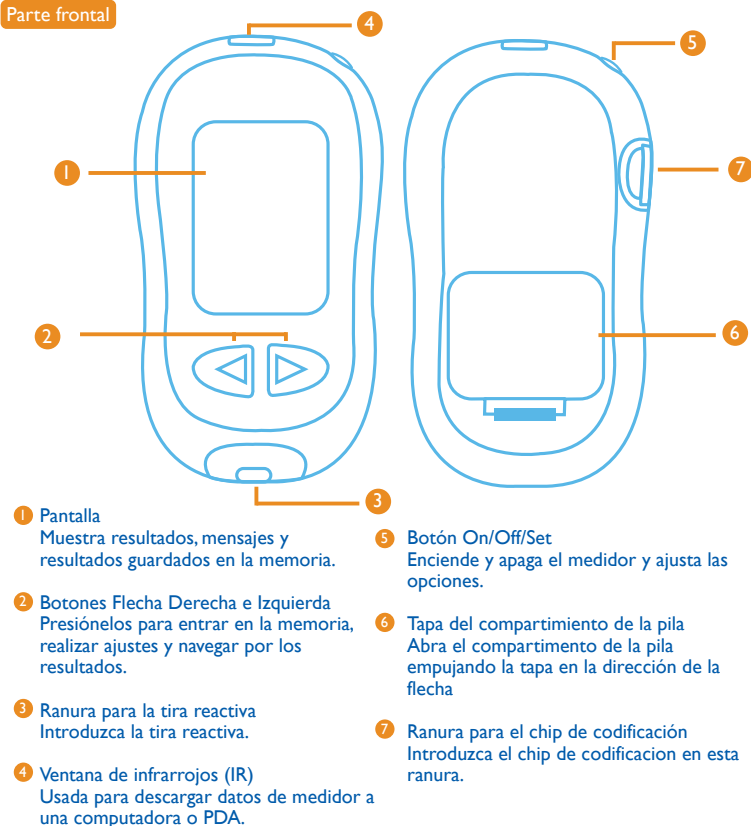 Parte frontal
4
5
1
7
2
6
3
1 Pantalla
Muestra resultados, mensajes y
resultados guardados en la memoria.
2 Botones Flecha Derecha e Izquierda
Presiónelos para entrar en la memoria,
realizar ajustes y navegar por los
resultados.
3 Ranura para la tira reactiva
Introduzca la tira reactiva.
4 Ventana de infrarrojos (IR)
Usada para descargar datos de medidor a
una computadora o PDA.
5 Botón On/Off/Set
Enciende y apaga el medidor y ajusta las
opciones.
6 Tapa del compartimiento de la pila
Abra el compartimento de la pila
empujando la tapa en la dirección de la
flecha
7 Ranura para el chip de codificación
Introduzca el chip de codificacion en esta
ranura.